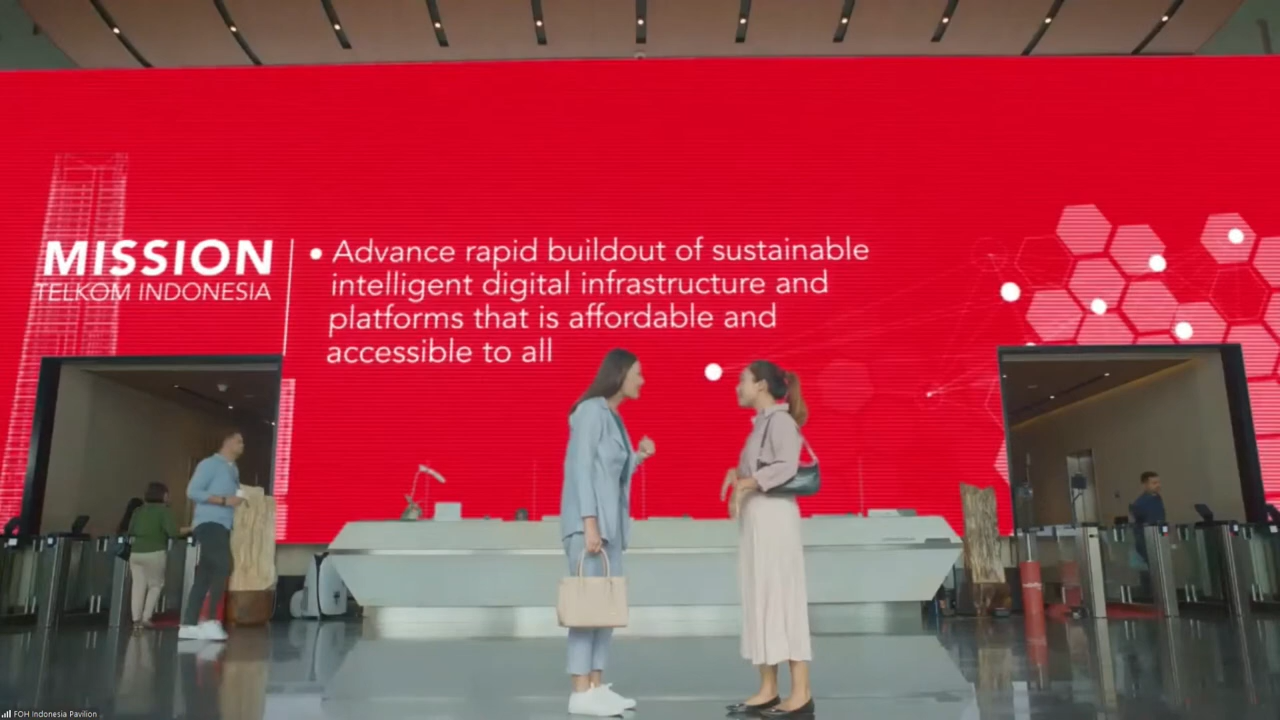 MISSION
TELKOM INDONESIA
• Advance rapid buildout of sustainable
intelligent digital infrastructure and
platforms that is affordable and
accessible to all
FOH Indonesia Pavilion